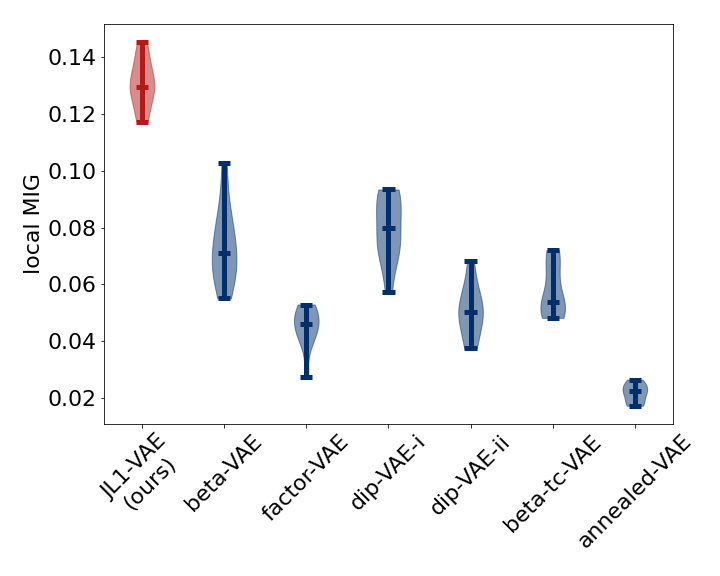 local MIG
0.14
0.12
0.10
0.08
0.06
0.04
0.02
JL1-VAE
(ours)
beta-VAE
factor-VAE
dip-VAE-i
dip-VAE-ii
beta-tc-VAE
annealed-VAE